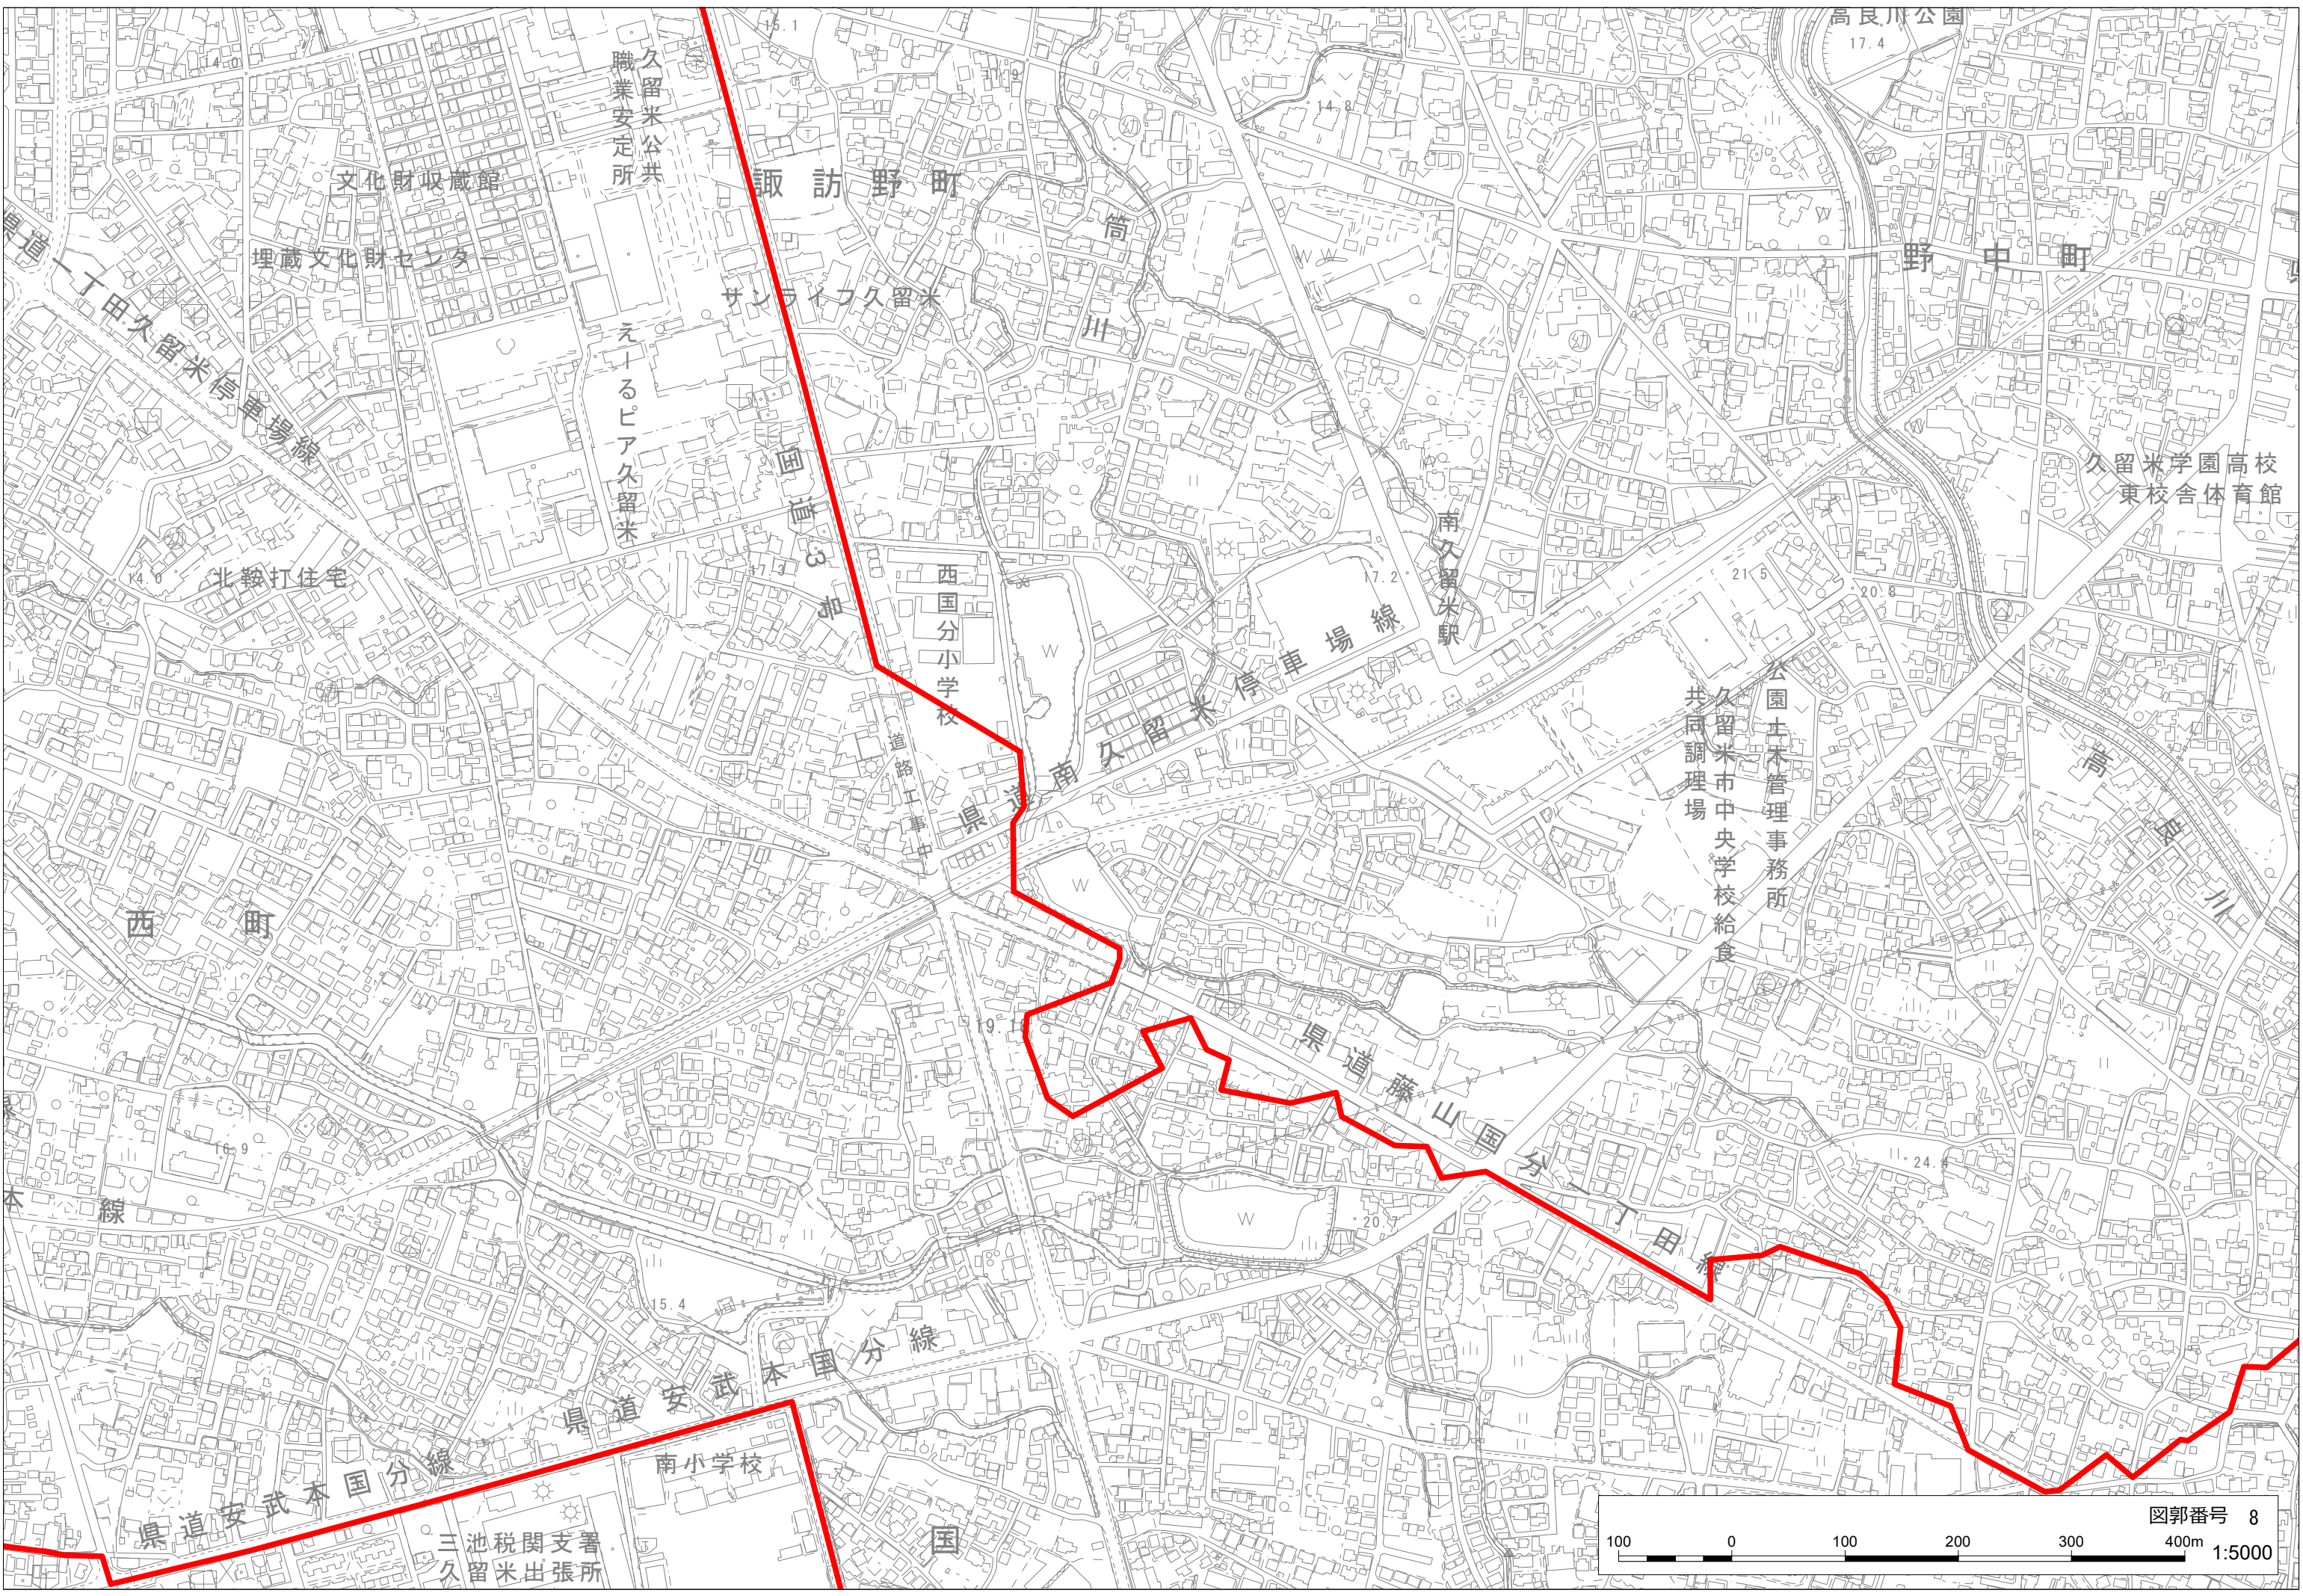 高良川公園
17.4
15.1
14.0
11.9
14.8
久留米公共
職業安定所
文化財収蔵館
諏訪野町
筒川
野中町
県道一丁田久留米停車場線
埋蔵文化財センター
サンライフ久留米
えーるピア久留米
国道3号
久留米学園高校
東校舎体育館
南久留米駅
西国分小学校
14.0
北鞍打住宅
17.3
17.2
21.5
20.8
県道南久留米停車場線
公園土木管理事務所
久留米市中央学校給食
共同調理場
(道路工事中)
高良川
西町
県道藤山国分一丁田線
16.9
24.4
本線
20.7
15.4
県道安武本国分線
県道安武本国分線
南小学校
三池税関支署
久留米出張所
国
図郭番号 8
100 0 100 200 300 400m
1:5000